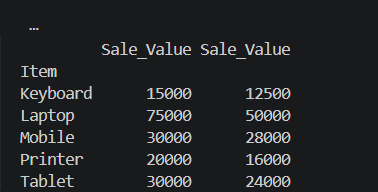 …
Sale_Value Sale_Value
Item
Keyboard 15000 12500
Laptop 75000 50000
Mobile 30000 28000
Printer 20000 16000
Tablet 30000 24000